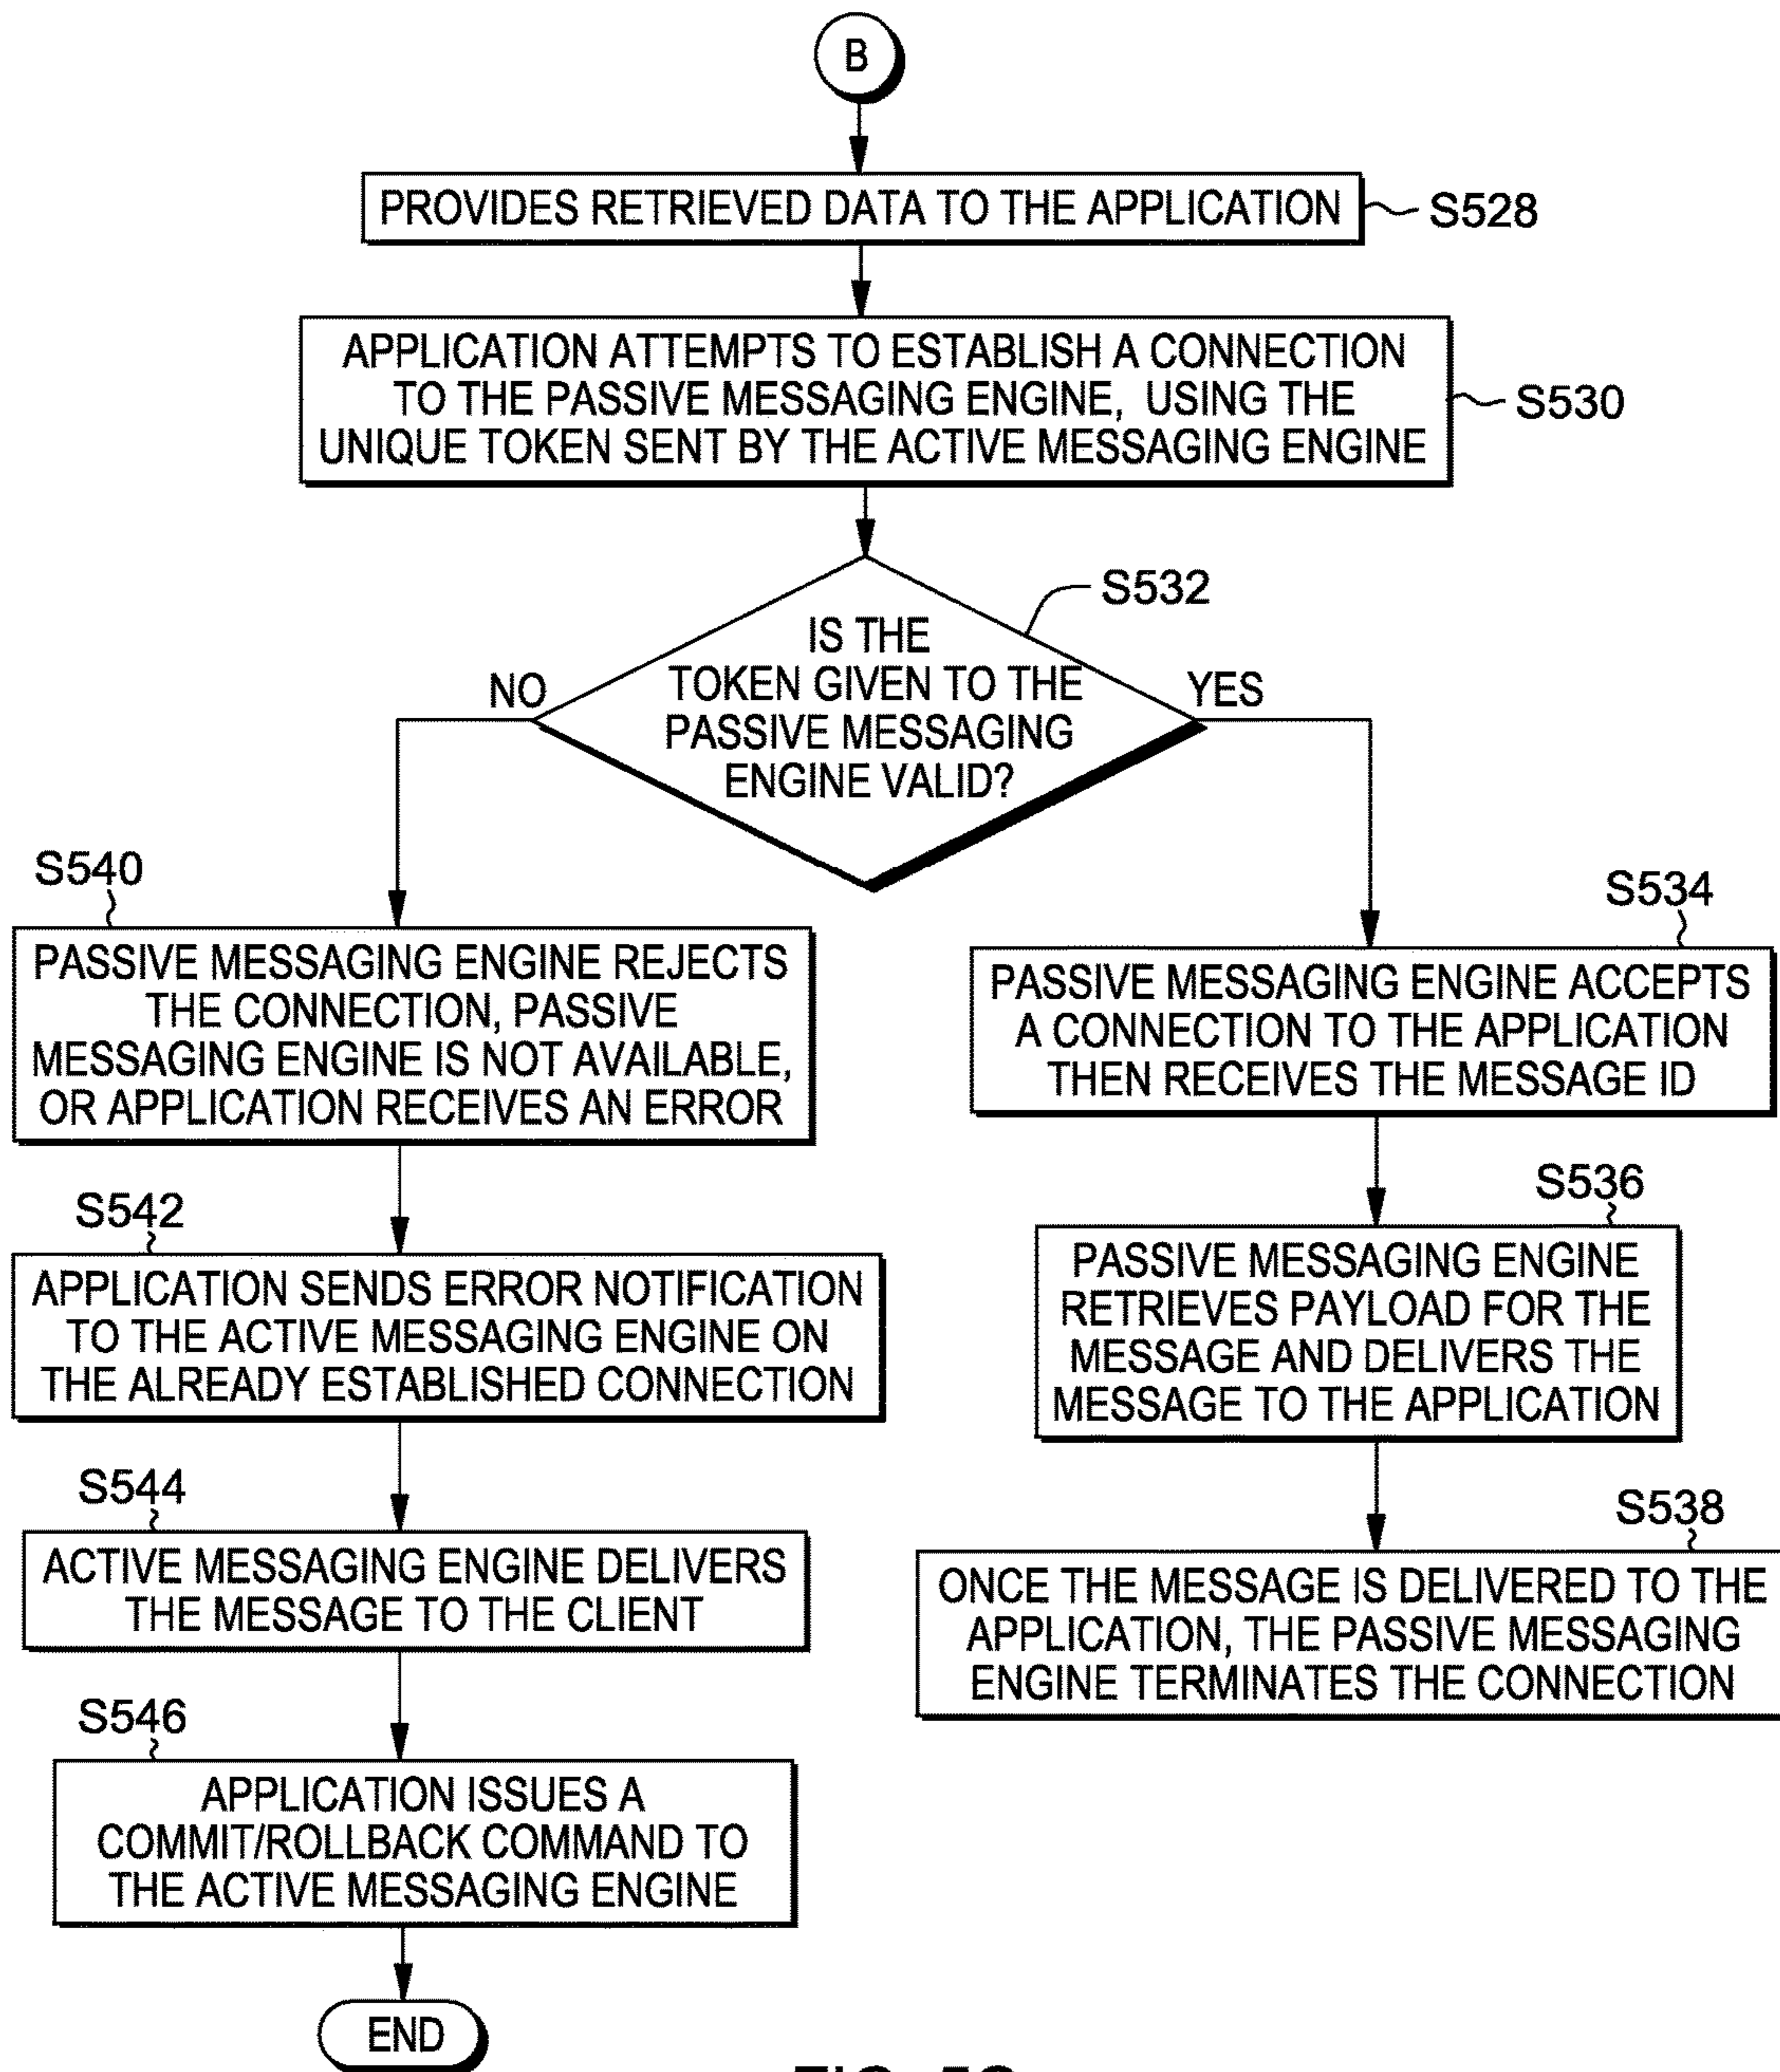 B
PROVIDES RETRIEVED DATA TO THE APPLICATION
S528
APPLICATION ATTEMPTS TO ESTABLISH A CONNECTION
TO THE PASSIVE MESSAGING ENGINE, USING THE
UNIQUE TOKEN SENT BY THE ACTIVE MESSAGING ENGINE
S530
S532
IS THE
TOKEN GIVEN TO THE
PASSIVE MESSAGING
ENGINE VALID?
NO
YES
S540
PASSIVE MESSAGING ENGINE REJECTS
THE CONNECTION, PASSIVE
MESSAGING ENGINE IS NOT AVAILABLE,
OR APPLICATION RECEIVES AN ERROR
S542
APPLICATION SENDS ERROR NOTIFICATION
TO THE ACTIVE MESSAGING ENGINE ON
THE ALREADY ESTABLISHED CONNECTION
S544
ACTIVE MESSAGING ENGINE DELIVERS
THE MESSAGE TO THE CLIENT
S546
APPLICATION ISSUES A
COMMIT/ROLLBACK COMMAND TO
THE ACTIVE MESSAGING ENGINE
END
S534
PASSIVE MESSAGING ENGINE ACCEPTS
A CONNECTION TO THE APPLICATION
THEN RECEIVES THE MESSAGE ID
S536
PASSIVE MESSAGING ENGINE
RETRIEVES PAYLOAD FOR THE
MESSAGE AND DELIVERS THE
MESSAGE TO THE APPLICATION
S538
ONCE THE MESSAGE IS DELIVERED TO THE
APPLICATION, THE PASSIVE MESSAGING
ENGINE TERMINATES THE CONNECTION